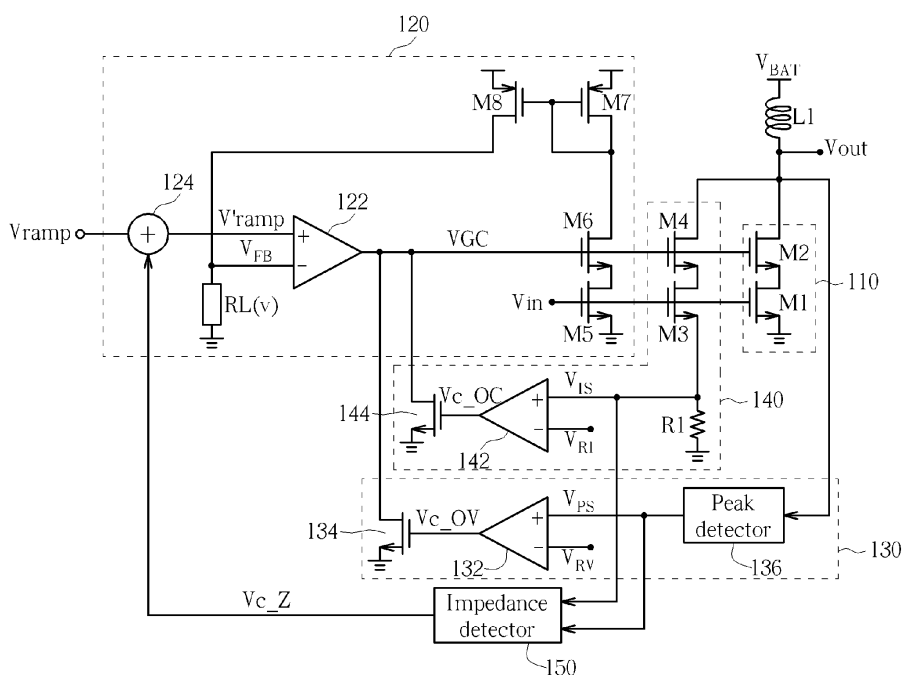 120
V_BAT
M8
M7
L1
Vout
124
122
Vramp
+
V'ramp
+
V_FB
−
VGC
M6
M4
M2
110
RL(v)
Vin
M5
M3
M1
144
Vc_OC
+
V_IS
−
V_RI
142
R1
140
134
Vc_OV
+
V_PS
−
V_RV
132
Peak
detector
136
130
Vc_Z
Impedance
detector
150